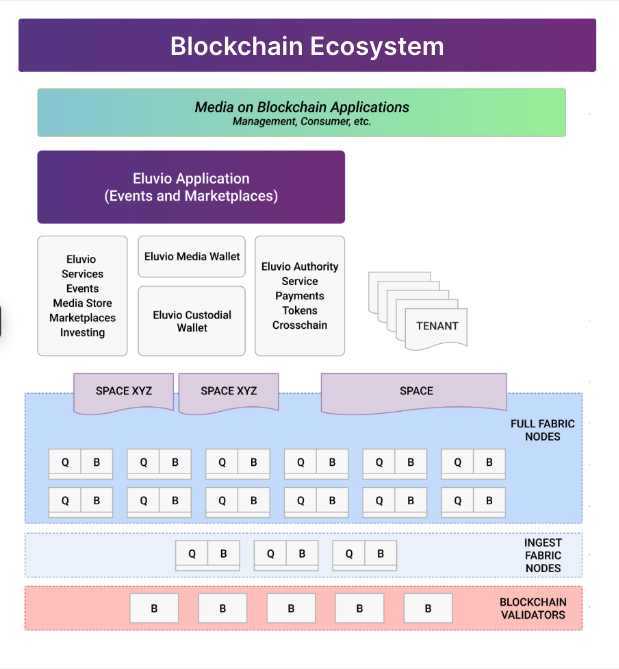 Blockchain Ecosystem
Media on Blockchain Applications
Management, Consumer, etc.
Eluvio Application
(Events and Marketplaces)
Eluvio
Services
Events
Media Store
Marketplaces
Investing
Eluvio Media Wallet
Eluvio Custodial
Wallet
Eluvio Authority
Service
Payments
Tokens
Crosschain
TENANT
SPACE XYZ
SPACE XYZ
SPACE
FULL FABRIC
NODES
Q B Q B Q B Q B Q B Q B
Q B Q B Q B Q B Q B Q B
Q B Q B Q B
INGEST
FABRIC
NODES
B B B B B
BLOCKCHAIN
VALIDATORS